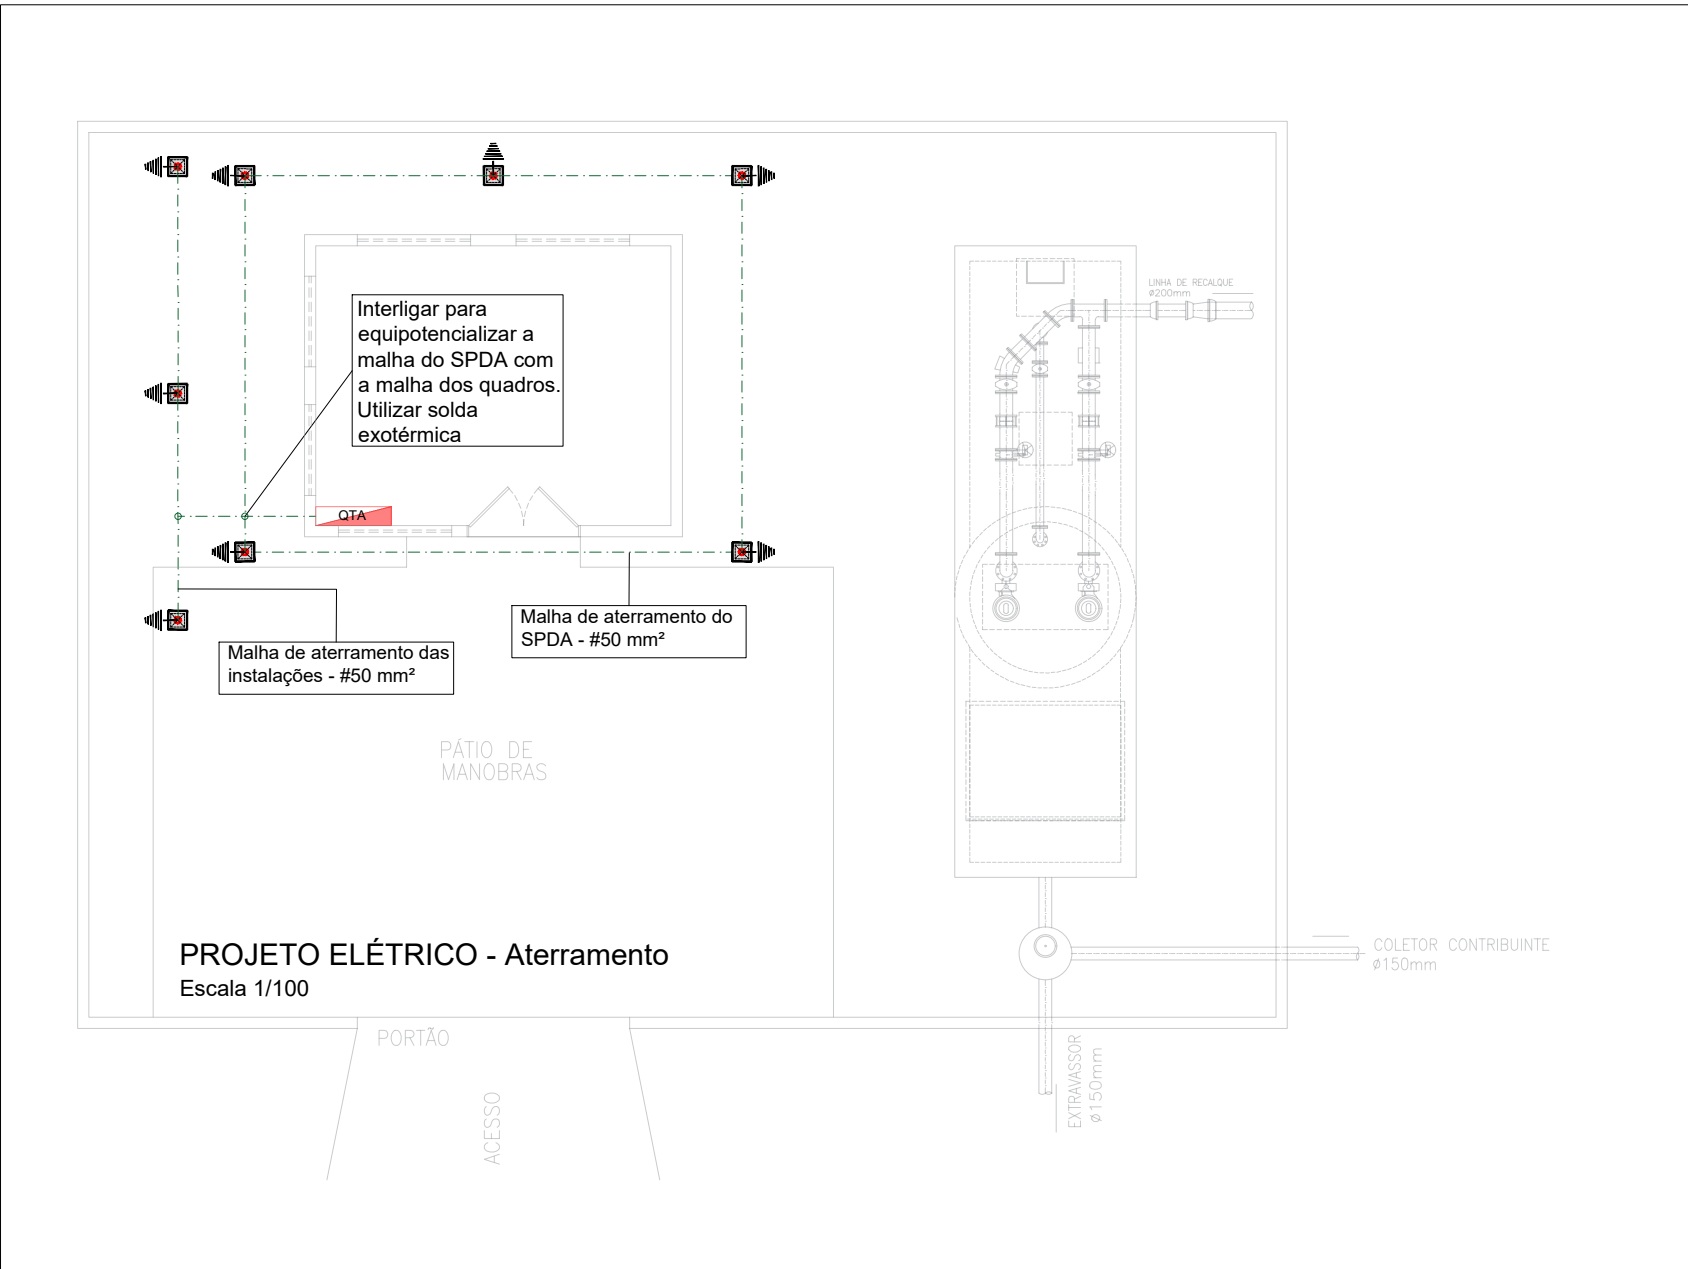 LINHA DE RECALQUE
ø200mm
Interligar para
equipotencializar a
malha do SPDA com
a malha dos quadros.
Utilizar solda
exotérmica
QTA
Malha de aterramento do
SPDA - #50 mm²
Malha de aterramento das
instalações - #50 mm²
PÁTIO DE
MANOBRAS
PROJETO ELÉTRICO - Aterramento
Escala 1/100
COLETOR CONTRIBUINTE
ø150mm
PORTÃO
EXTRAVASSOR
ø150mm
ACESSO